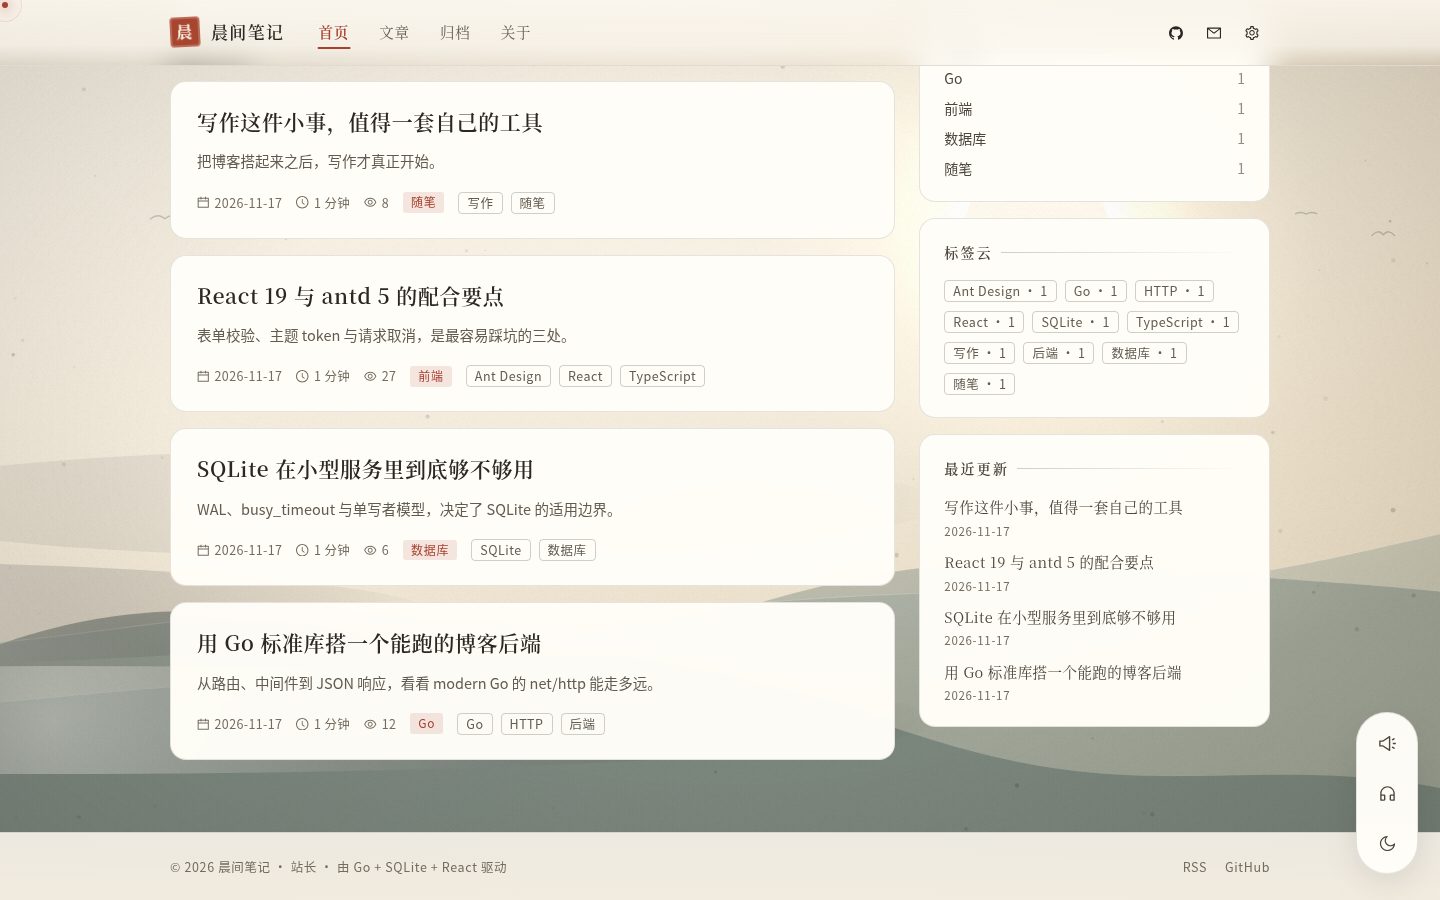 晨 晨间笔记 首页 文章 归档 关于
写作这件小事，值得一套自己的工具
把博客搭起来之后，写作才真正开始。
2026-11-17 1 分钟 8 随笔 写作 随笔
React 19 与 antd 5 的配合要点
表单校验、主题 token 与请求取消，是最容易踩坑的三处。
2026-11-17 1 分钟 27 前端 Ant Design React TypeScript
SQLite 在小型服务里到底够不够用
WAL、busy_timeout 与单写者模型，决定了 SQLite 的适用边界。
2026-11-17 1 分钟 6 数据库 SQLite 数据库
用 Go 标准库搭一个能跑的博客后端
从路由、中间件到 JSON 响应，看看 modern Go 的 net/http 能走多远。
2026-11-17 1 分钟 12 Go Go HTTP 后端
Go 1
前端 1
数据库 1
随笔 1
标签云
Ant Design · 1 Go · 1 HTTP · 1
React · 1 SQLite · 1 TypeScript · 1
写作 · 1 后端 · 1 数据库 · 1
随笔 · 1
最近更新
写作这件小事，值得一套自己的工具
2026-11-17
React 19 与 antd 5 的配合要点
2026-11-17
SQLite 在小型服务里到底够不够用
2026-11-17
用 Go 标准库搭一个能跑的博客后端
2026-11-17
© 2026 晨间笔记 · 站长 · 由 Go + SQLite + React 驱动
RSS GitHub